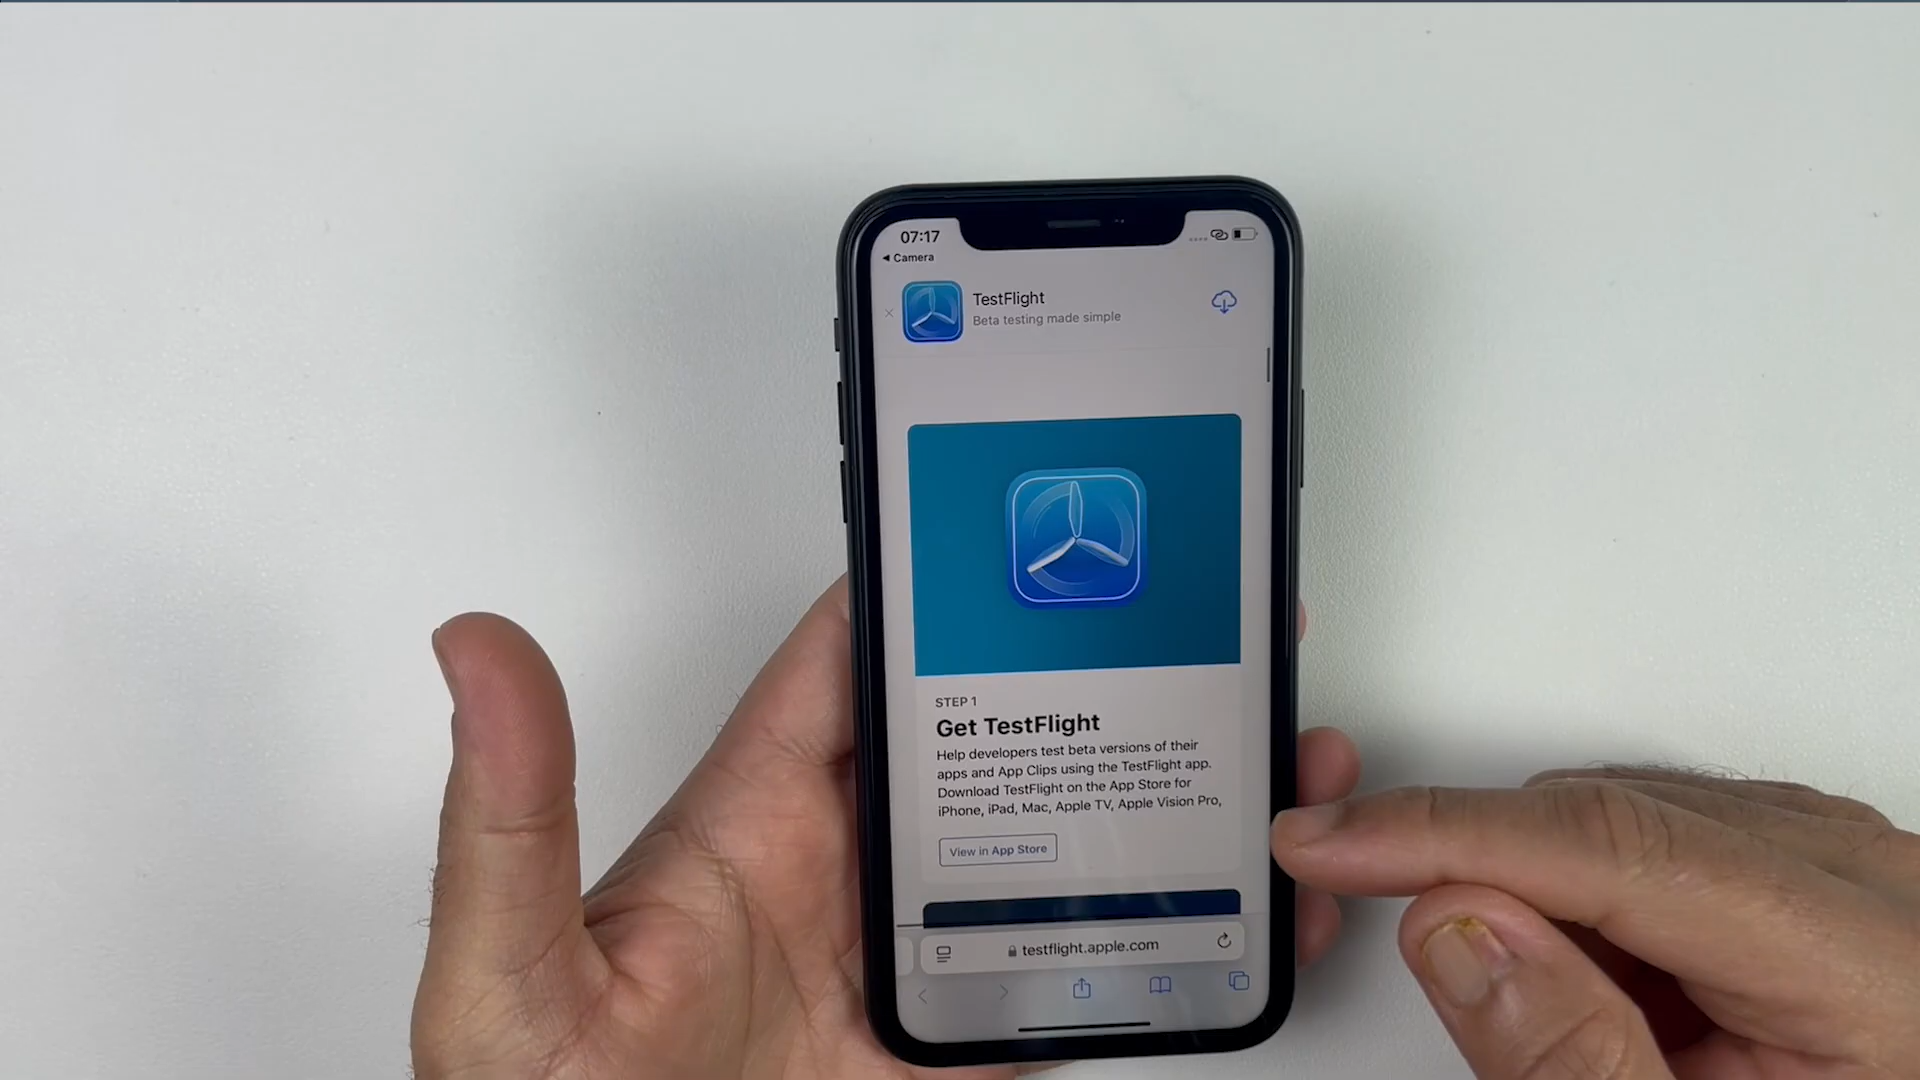 07:17
◀ Camera
TestFlight
Beta testing made simple
STEP 1
Get TestFlight
Help developers test beta versions of their
apps and App Clips using the TestFlight app.
Download TestFlight on the App Store for
iPhone, iPad, Mac, Apple TV, Apple Vision Pro,
View in App Store
testflight.apple.com